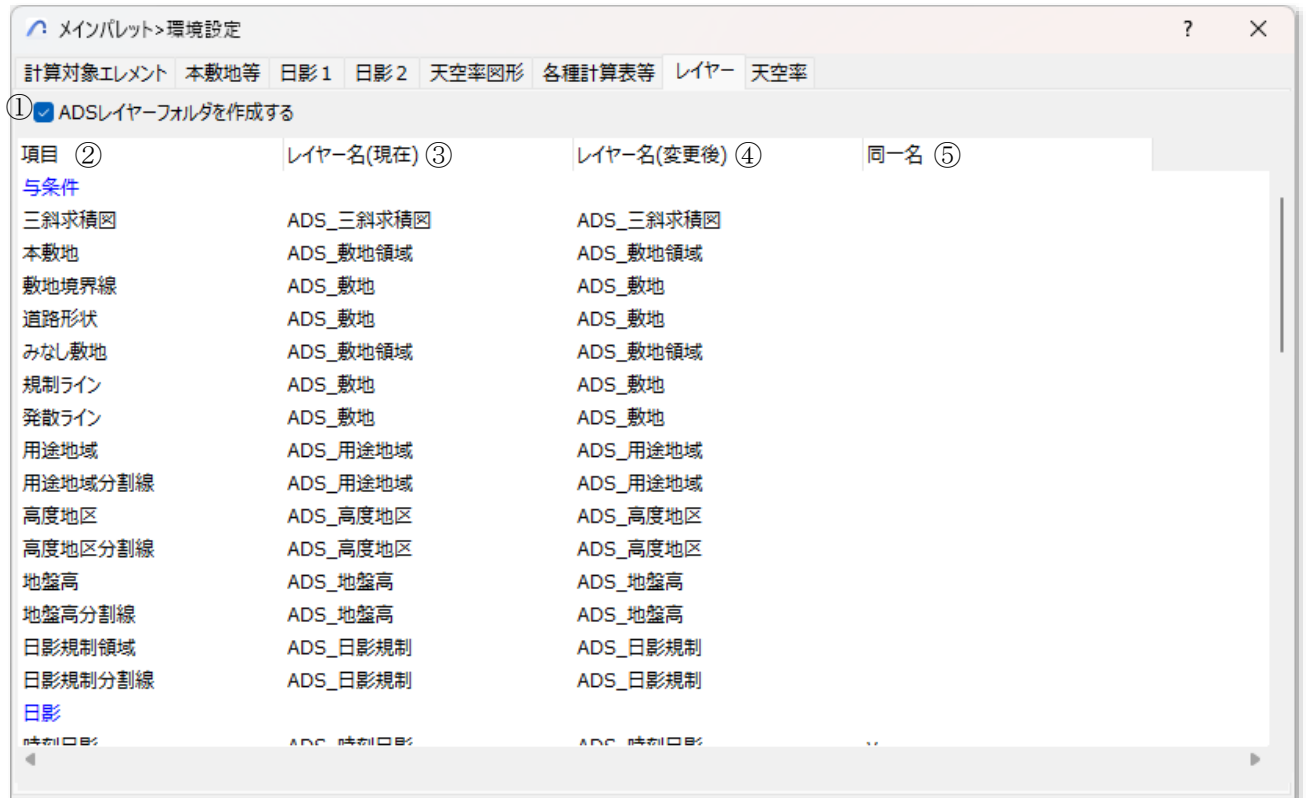 メインパレット>環境設定 ? ×
計算対象エレメント 本敷地等 日影1 日影2 天空率図形 各種計算表等 レイヤー 天空率
① ADSレイヤーフォルダを作成する
項目 ② レイヤー名(現在) ③ レイヤー名(変更後) ④ 同一名 ⑤
与条件
三斜求積図 ADS_三斜求積図 ADS_三斜求積図
本敷地 ADS_敷地領域 ADS_敷地領域
敷地境界線 ADS_敷地 ADS_敷地
道路形状 ADS_敷地 ADS_敷地
みなし敷地 ADS_敷地領域 ADS_敷地領域
規制ライン ADS_敷地 ADS_敷地
発散ライン ADS_敷地 ADS_敷地
用途地域 ADS_用途地域 ADS_用途地域
用途地域分割線 ADS_用途地域 ADS_用途地域
高度地区 ADS_高度地区 ADS_高度地区
高度地区分割線 ADS_高度地区 ADS_高度地区
地盤高 ADS_地盤高 ADS_地盤高
地盤高分割線 ADS_地盤高 ADS_地盤高
日影規制領域 ADS_日影規制 ADS_日影規制
日影規制分割線 ADS_日影規制 ADS_日影規制
日影
時刻日影 ADS_時刻日影 ADS_時刻日影